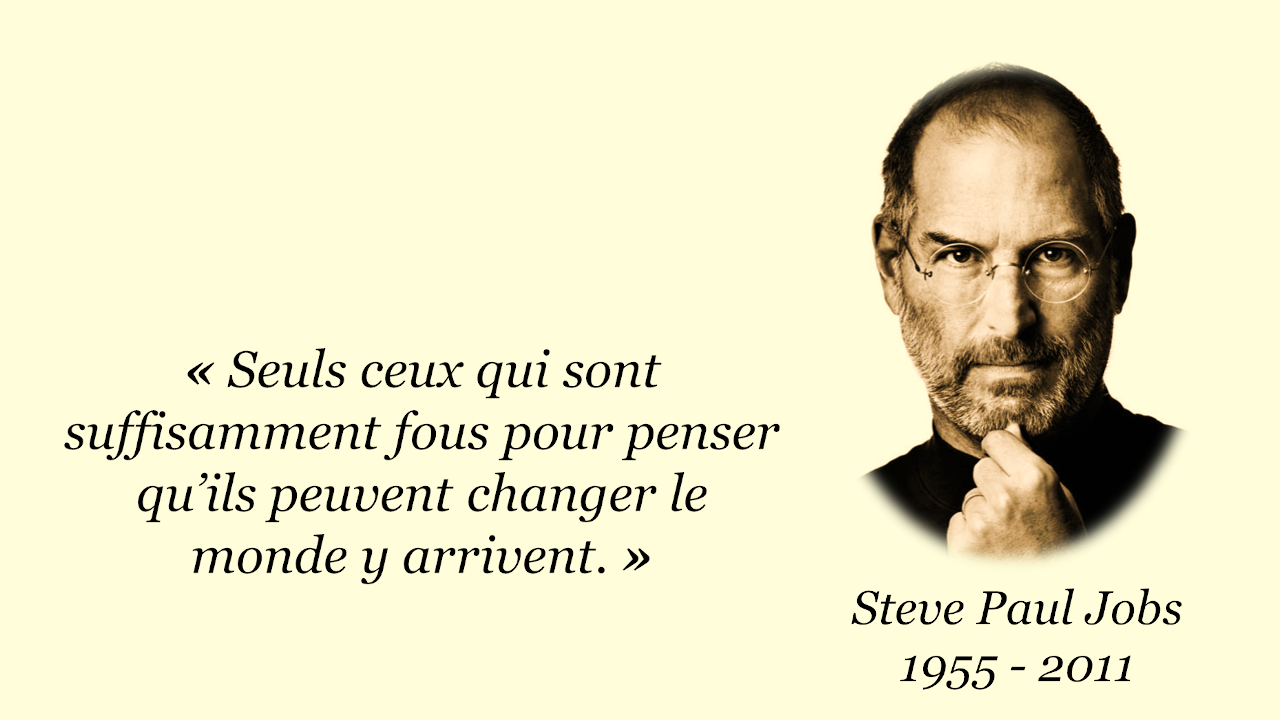 « Seuls ceux qui sont
suffisamment fous pour penser
qu’ils peuvent changer le
monde y arrivent. »
Steve Paul Jobs
1955 - 2011